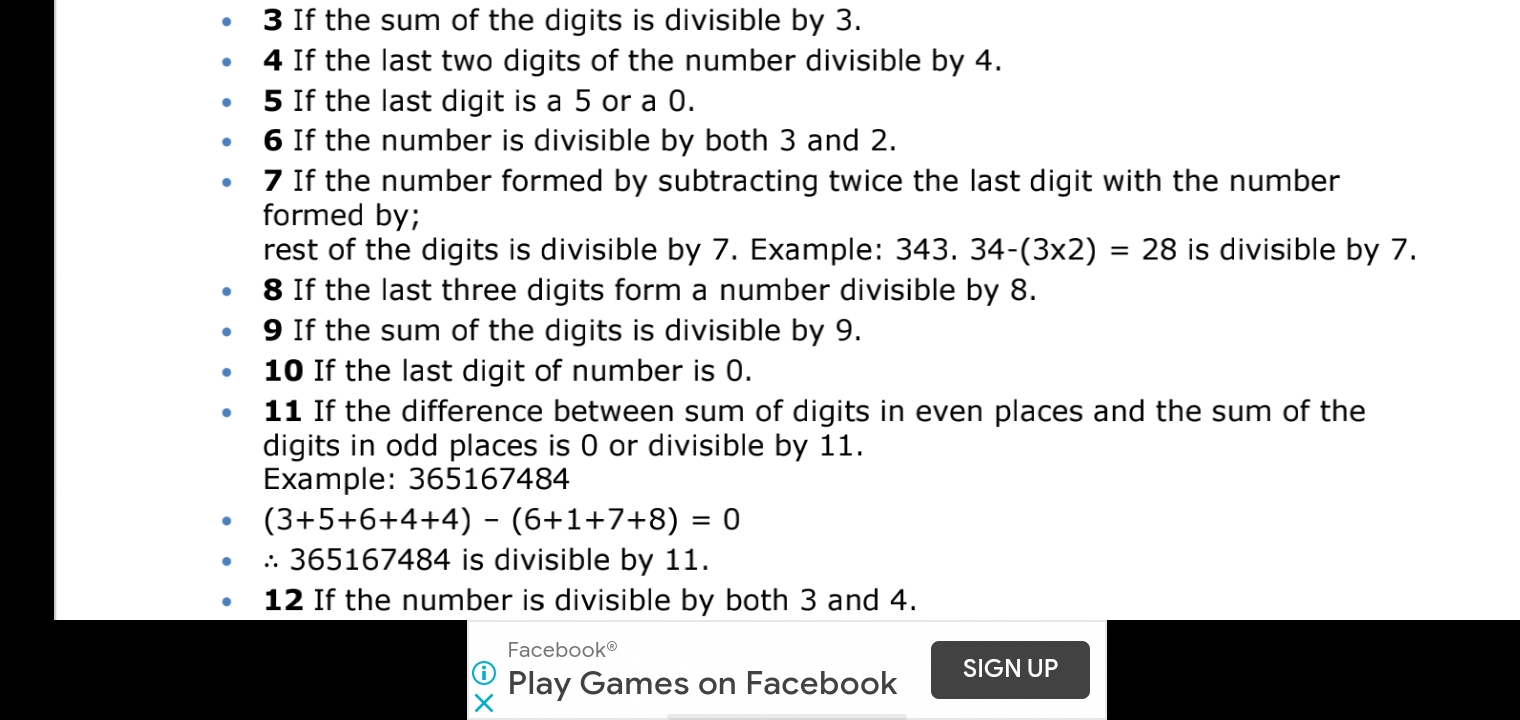 • 3 If the sum of the digits is divisible by 3.
• 4 If the last two digits of the number divisible by 4.
• 5 If the last digit is a 5 or a 0.
• 6 If the number is divisible by both 3 and 2.
• 7 If the number formed by subtracting twice the last digit with the number
formed by;
rest of the digits is divisible by 7. Example: 343. 34-(3x2) = 28 is divisible by 7.
• 8 If the last three digits form a number divisible by 8.
• 9 If the sum of the digits is divisible by 9.
• 10 If the last digit of number is 0.
• 11 If the difference between sum of digits in even places and the sum of the
digits in odd places is 0 or divisible by 11.
Example: 365167484
• (3+5+6+4+4) – (6+1+7+8) = 0
• ∴ 365167484 is divisible by 11.
• 12 If the number is divisible by both 3 and 4.
Facebook®
Play Games on Facebook
SIGN UP